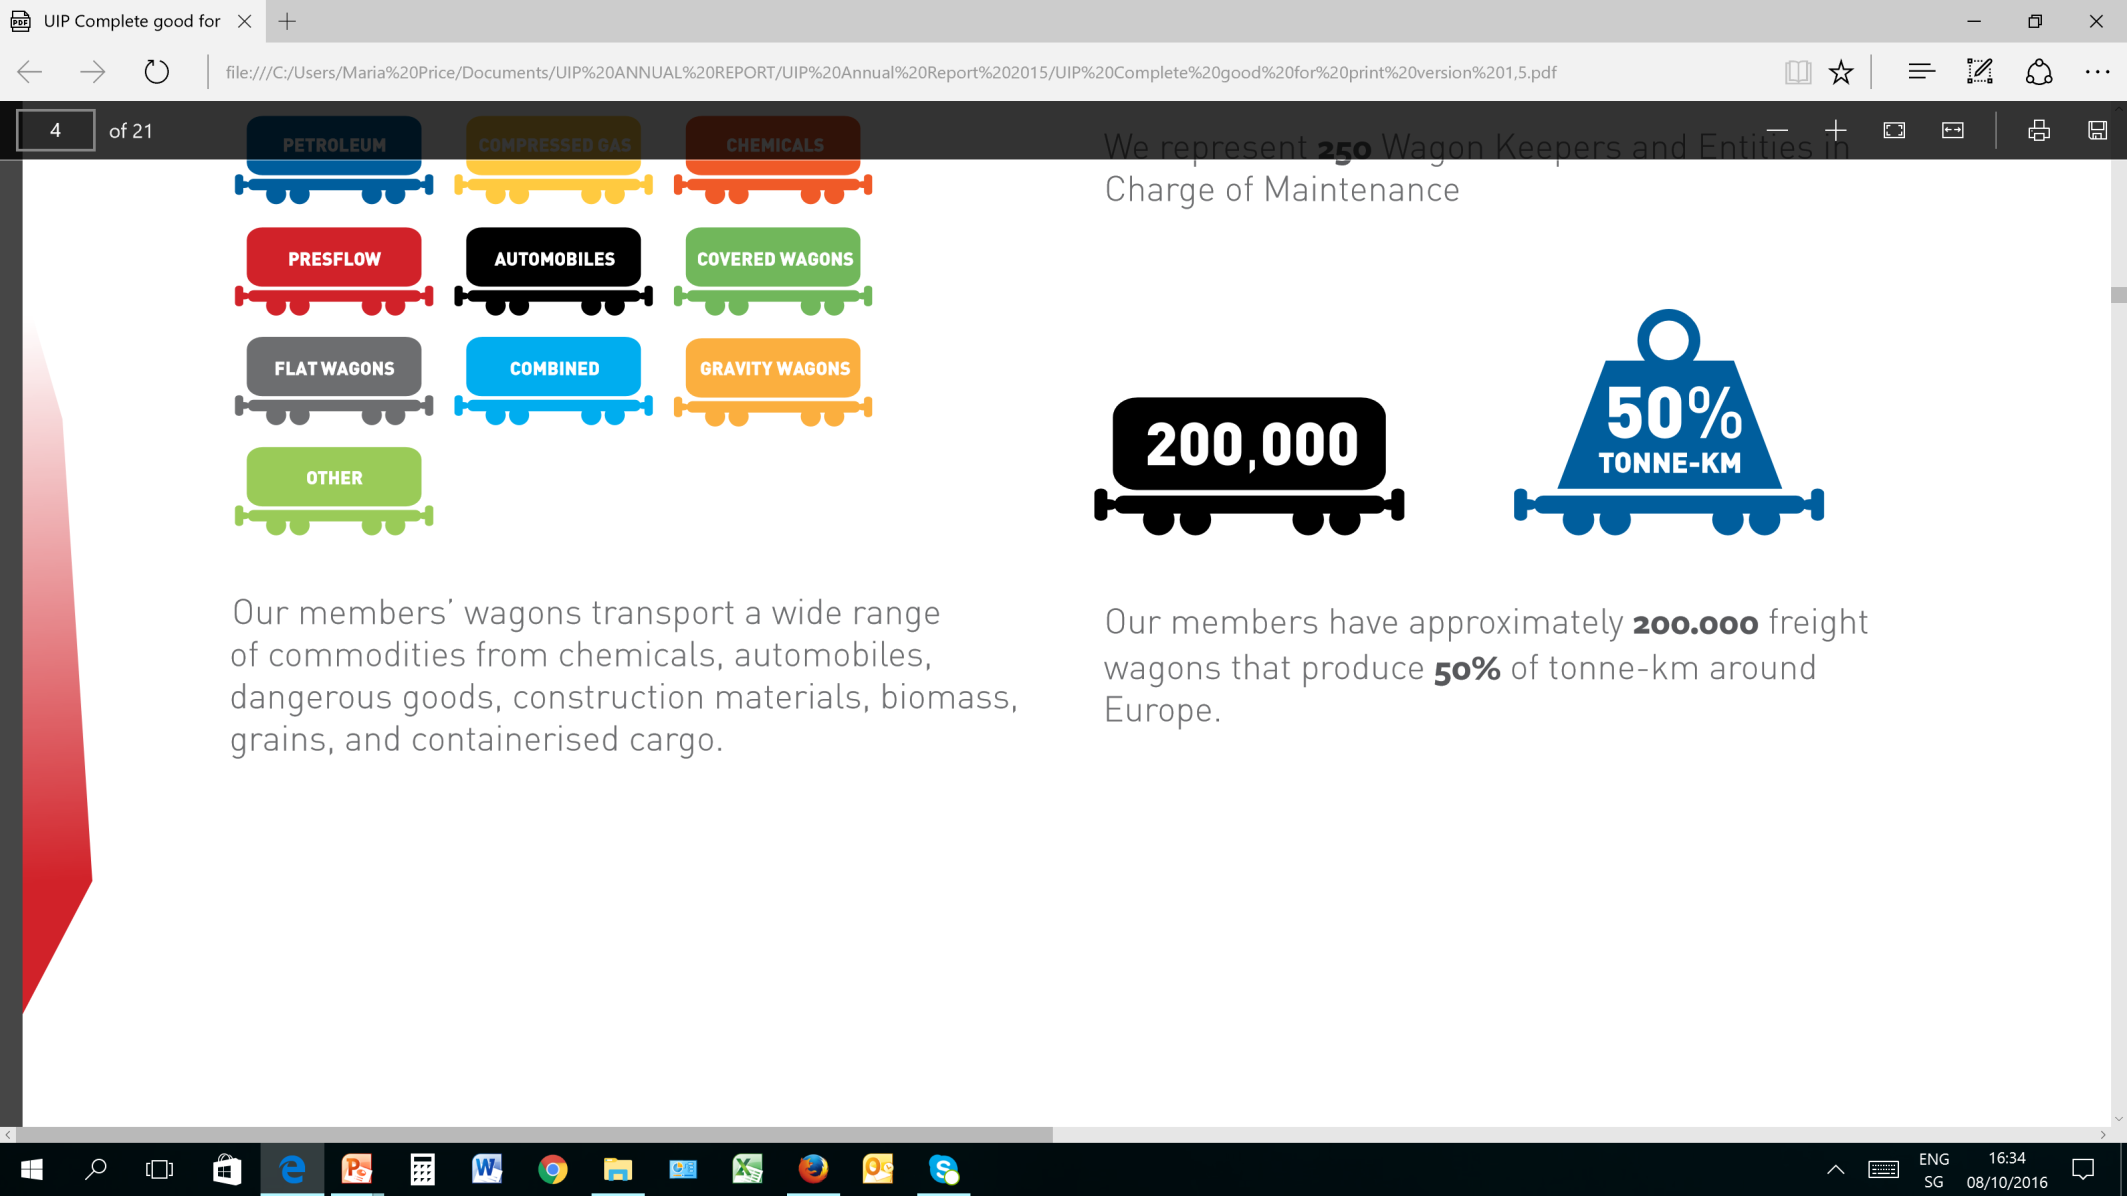 UIP Complete good for
file:///C:/Users/Maria%20Price/Documents/UIP%20ANNUAL%20REPORT/UIP%20Annual%20Report%202015/UIP%20Complete%20good%20for%20print%20version%201,5.pdf
4 of 21
PETROLEUM
COMPRESSED GAS
CHEMICALS
PRESFLOW
AUTOMOBILES
COVERED WAGONS
FLAT WAGONS
COMBINED
GRAVITY WAGONS
OTHER
Our members’ wagons transport a wide range
of commodities from chemicals, automobiles,
dangerous goods, construction materials, biomass,
grains, and containerised cargo.
We represent 250 Wagon Keepers and Entities in
Charge of Maintenance
200,000
50%
TONNE-KM
Our members have approximately 200.000 freight
wagons that produce 50% of tonne-km around
Europe.
ENG
SG
16:34
08/10/2016